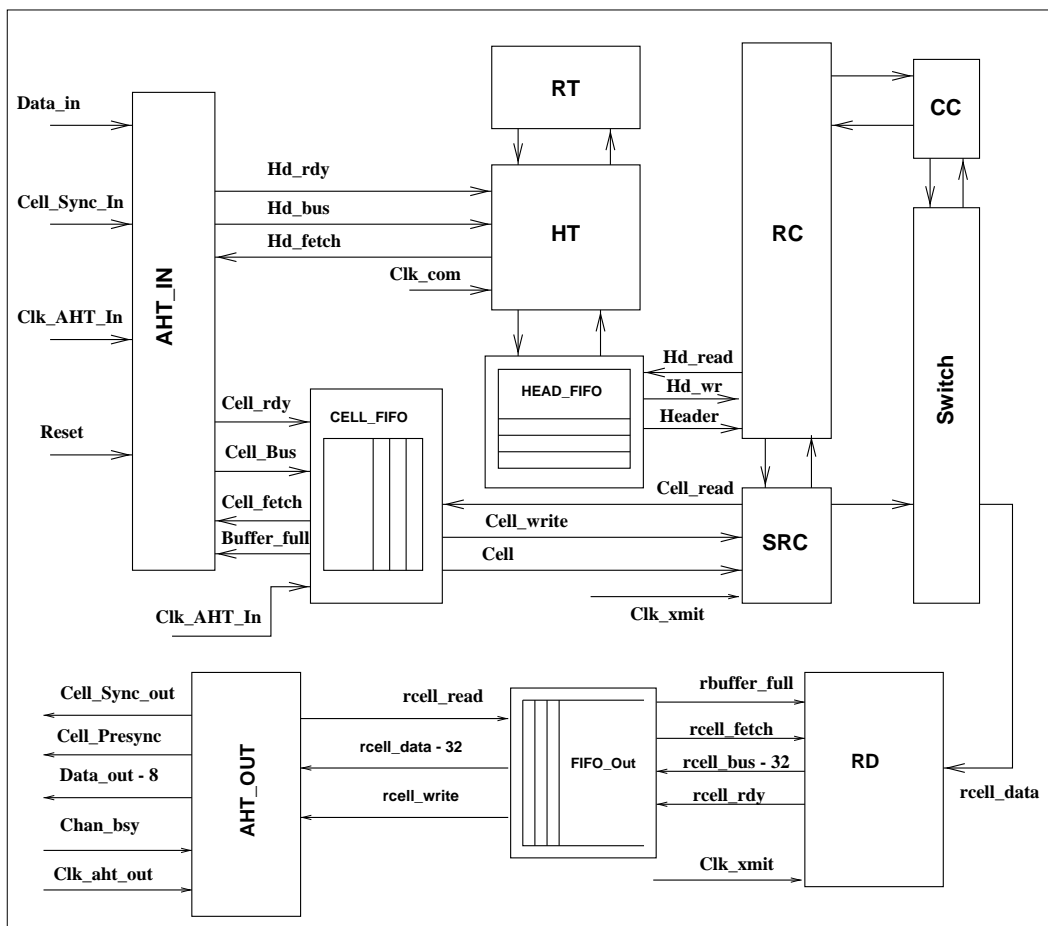 RT
CC
Data_in
Hd_rdy
Cell_Sync_In
Hd_bus
HT
RC
Hd_fetch
Clk_com
AHT_IN
Clk_AHT_In
Hd_read
HEAD_FIFO
Hd_wr
Switch
Cell_rdy
CELL_FIFO
Header
Reset
Cell_Bus
Cell_fetch
Cell_read
Cell_write
Buffer_full
Cell
SRC
Clk_AHT_In
Clk_xmit
Cell_Sync_out
rcell_read
rbuffer_full
Cell_Presync
rcell_data - 32
rcell_fetch
Data_out - 8
AHT_OUT
FIFO_Out
rcell_bus - 32
RD
rcell_write
rcell_rdy
rcell_data
Chan_bsy
Clk_aht_out
Clk_xmit